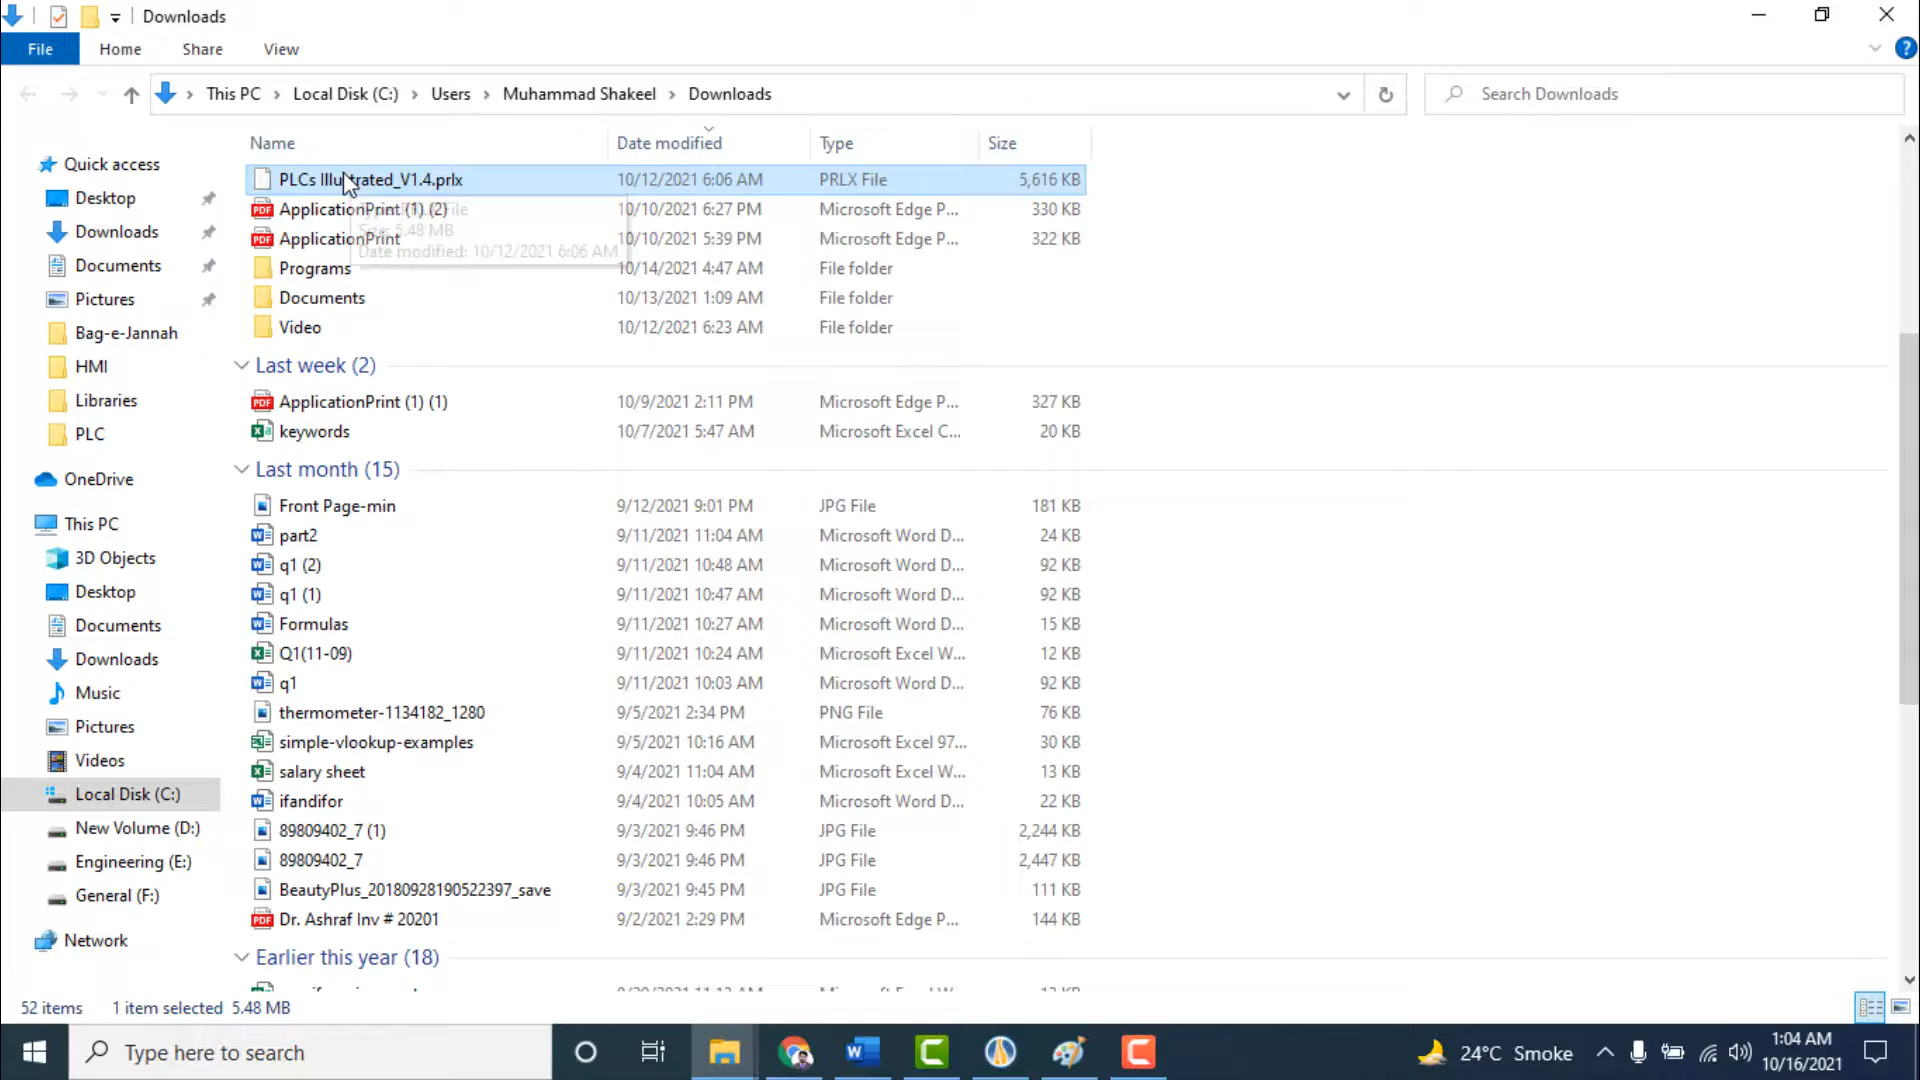 Downloads
File Home Share View
This PC Local Disk (C:) Users Muhammad Shakeel Downloads Search Downloads
Name Date modified Type Size
Quick access
Desktop
Downloads
Documents
Pictures
Bag-e-Jannah
HMI
Libraries
PLC
OneDrive
This PC
3D Objects
Desktop
Documents
Downloads
Music
Pictures
Videos
Local Disk (C:)
New Volume (D:)
Engineering (E:)
General (F:)
Network
PLCs Illustrated_V1.4.prlx 10/12/2021 6:06 AM PRLX File 5,616 KB
ApplicationPrint (1) (2) 10/10/2021 6:27 PM Microsoft Edge P... 330 KB
Size: 5.48 MB
ApplicationPrint 10/10/2021 5:39 PM Microsoft Edge P... 322 KB
Date modified: 10/12/2021 6:06 AM
Programs 10/14/2021 4:47 AM File folder
Documents 10/13/2021 1:09 AM File folder
Video 10/12/2021 6:23 AM File folder
Last week (2)
ApplicationPrint (1) (1) 10/9/2021 2:11 PM Microsoft Edge P... 327 KB
keywords 10/7/2021 5:47 AM Microsoft Excel C... 20 KB
Last month (15)
Front Page-min 9/12/2021 9:01 PM JPG File 181 KB
part2 9/11/2021 11:04 AM Microsoft Word D... 24 KB
q1 (2) 9/11/2021 10:48 AM Microsoft Word D... 92 KB
q1 (1) 9/11/2021 10:47 AM Microsoft Word D... 92 KB
Formulas 9/11/2021 10:27 AM Microsoft Word D... 15 KB
Q1(11-09) 9/11/2021 10:24 AM Microsoft Excel W... 12 KB
q1 9/11/2021 10:03 AM Microsoft Word D... 92 KB
thermometer-1134182_1280 9/5/2021 2:34 PM PNG File 76 KB
simple-vlookup-examples 9/5/2021 10:16 AM Microsoft Excel 97... 30 KB
salary sheet 9/4/2021 11:04 AM Microsoft Excel W... 13 KB
ifandifor 9/4/2021 10:05 AM Microsoft Word D... 22 KB
89809402_7 (1) 9/3/2021 9:46 PM JPG File 2,244 KB
89809402_7 9/3/2021 9:46 PM JPG File 2,447 KB
BeautyPlus_20180928190522397_save 9/3/2021 9:45 PM JPG File 111 KB
Dr. Ashraf Inv # 20201 9/2/2021 2:29 PM Microsoft Edge P... 144 KB
Earlier this year (18)
52 items 1 item selected 5.48 MB
Type here to search
24°C Smoke
1:04 AM
10/16/2021